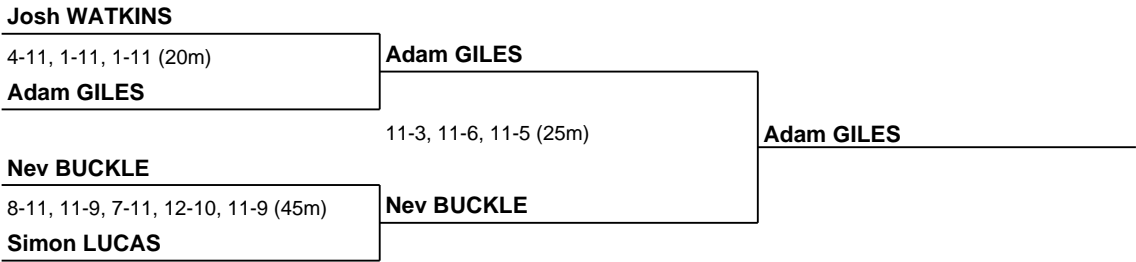 Josh WATKINS
4-11, 1-11, 1-11 (20m)
Adam GILES
Adam GILES
11-3, 11-6, 11-5 (25m)
Adam GILES
Nev BUCKLE
8-11, 11-9, 7-11, 12-10, 11-9 (45m)
Nev BUCKLE
Simon LUCAS